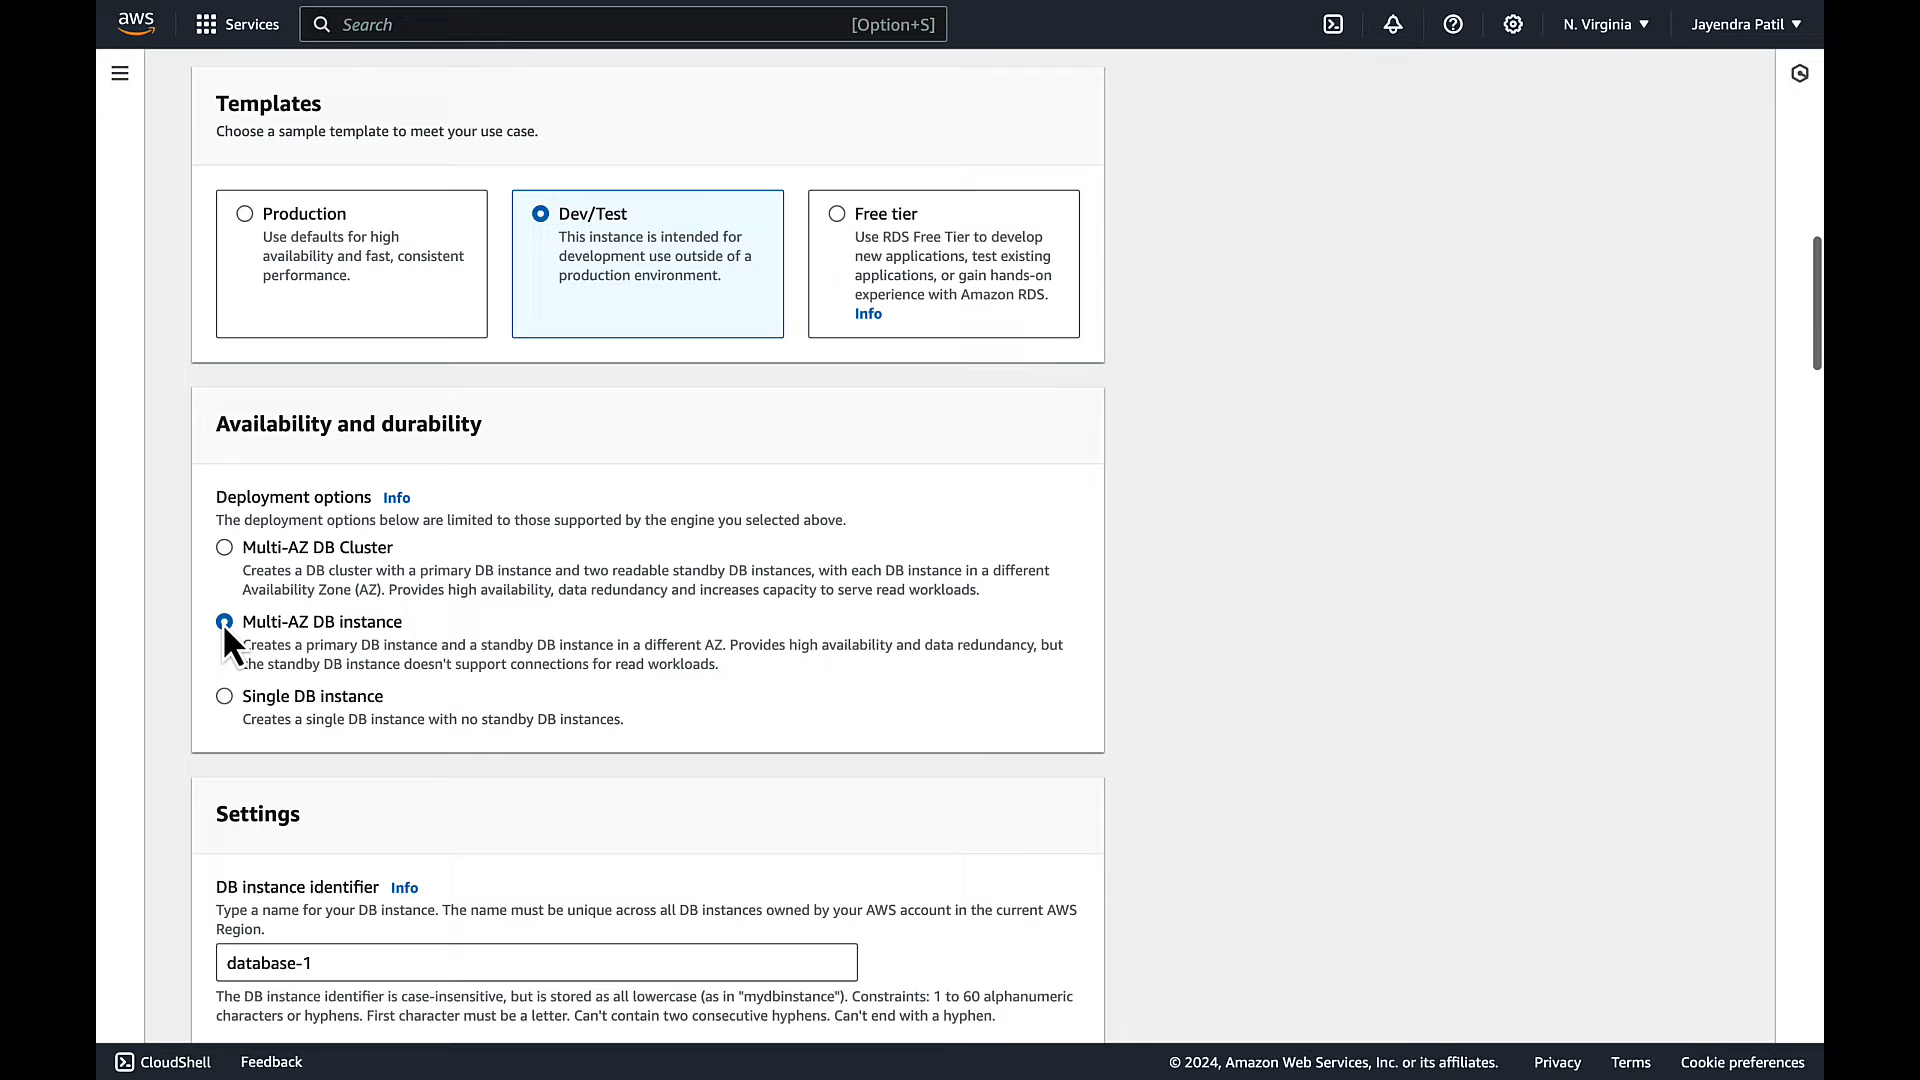 aws
Services
Search
[Option+S]
N. Virginia
Jayendra Patil
Templates
Choose a sample template to meet your use case.
Production
Use defaults for high
availability and fast, consistent
performance.
Dev/Test
This instance is intended for
development use outside of a
production environment.
Free tier
Use RDS Free Tier to develop
new applications, test existing
applications, or gain hands-on
experience with Amazon RDS.
Info
Availability and durability
Deployment options Info
The deployment options below are limited to those supported by the engine you selected above.
Multi-AZ DB Cluster
Creates a DB cluster with a primary DB instance and two readable standby DB instances, with each DB instance in a different
Availability Zone (AZ). Provides high availability, data redundancy and increases capacity to serve read workloads.
Multi-AZ DB instance
Creates a primary DB instance and a standby DB instance in a different AZ. Provides high availability and data redundancy, but
the standby DB instance doesn't support connections for read workloads.
Single DB instance
Creates a single DB instance with no standby DB instances.
Settings
DB instance identifier Info
Type a name for your DB instance. The name must be unique across all DB instances owned by your AWS account in the current AWS
Region.
database-1
The DB instance identifier is case-insensitive, but is stored as all lowercase (as in "mydbinstance"). Constraints: 1 to 60 alphanumeric
characters or hyphens. First character must be a letter. Can't contain two consecutive hyphens. Can't end with a hyphen.
CloudShell
Feedback
© 2024, Amazon Web Services, Inc. or its affiliates.
Privacy
Terms
Cookie preferences